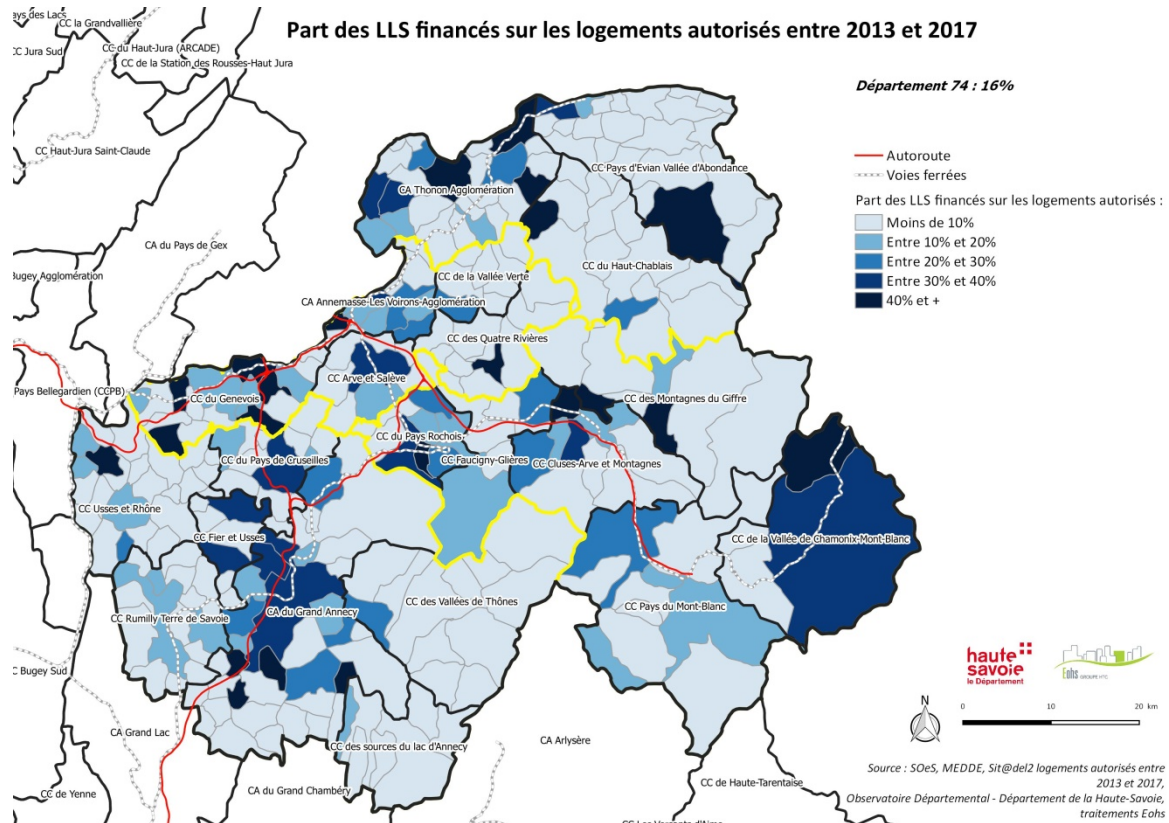 Part des LLS financés sur les logements autorisés entre 2013 et 2017
Département 74 : 16%
Autoroute
Voies ferrées
Part des LLS financés sur les logements autorisés :
Moins de 10%
Entre 10% et 20%
Entre 20% et 30%
Entre 30% et 40%
40% et +
ays des Lacs
CC la Grandvallière
CC Jura Sud
CC du Haut-Jura (ARCADE)
CC de la Station des Rousses-Haut Jura
CC Haut-Jura Saint-Claude
CC Pays d'Evian Vallée d'Abondance
CA Thonon Agglomération
CA du Pays de Gex
Bugey Agglomération
CC de la Vallée Verte
CC du Haut-Chablais
CA Annemasse-Les Voirons-Agglomération
CC des Quatre Rivières
CC Arve et Salève
Pays Bellegardien (CCPB)
CC du Genevois
CC des Montagnes du Giffre
CC du Pays Rochois
CC du Pays de Cruseilles
CC Faucigny-Glières
CC Cluses-Arve et Montagnes
CC Usses et Rhône
CC Fier et Usses
CC de la Vallée de Chamonix-Mont-Blanc
CC des Vallées de Thônes
CC Pays du Mont-Blanc
CC Rumilly Terre de Savoie
CA du Grand Annecy
C Bugey Sud
CA Grand Lac
CC des sources du lac d'Annecy
CA Arlysère
CC de Haute-Tarentaise
CC de Yenne
CA du Grand Chambéry
haute
savoie
le Département
Eohs GROUPE HTC
N
0 10 20 km
Source : SOeS, MEDDE, Sit@del2 logements autorisés entre
2013 et 2017,
Observatoire Départemental - Département de la Haute-Savoie,
traitements Eohs